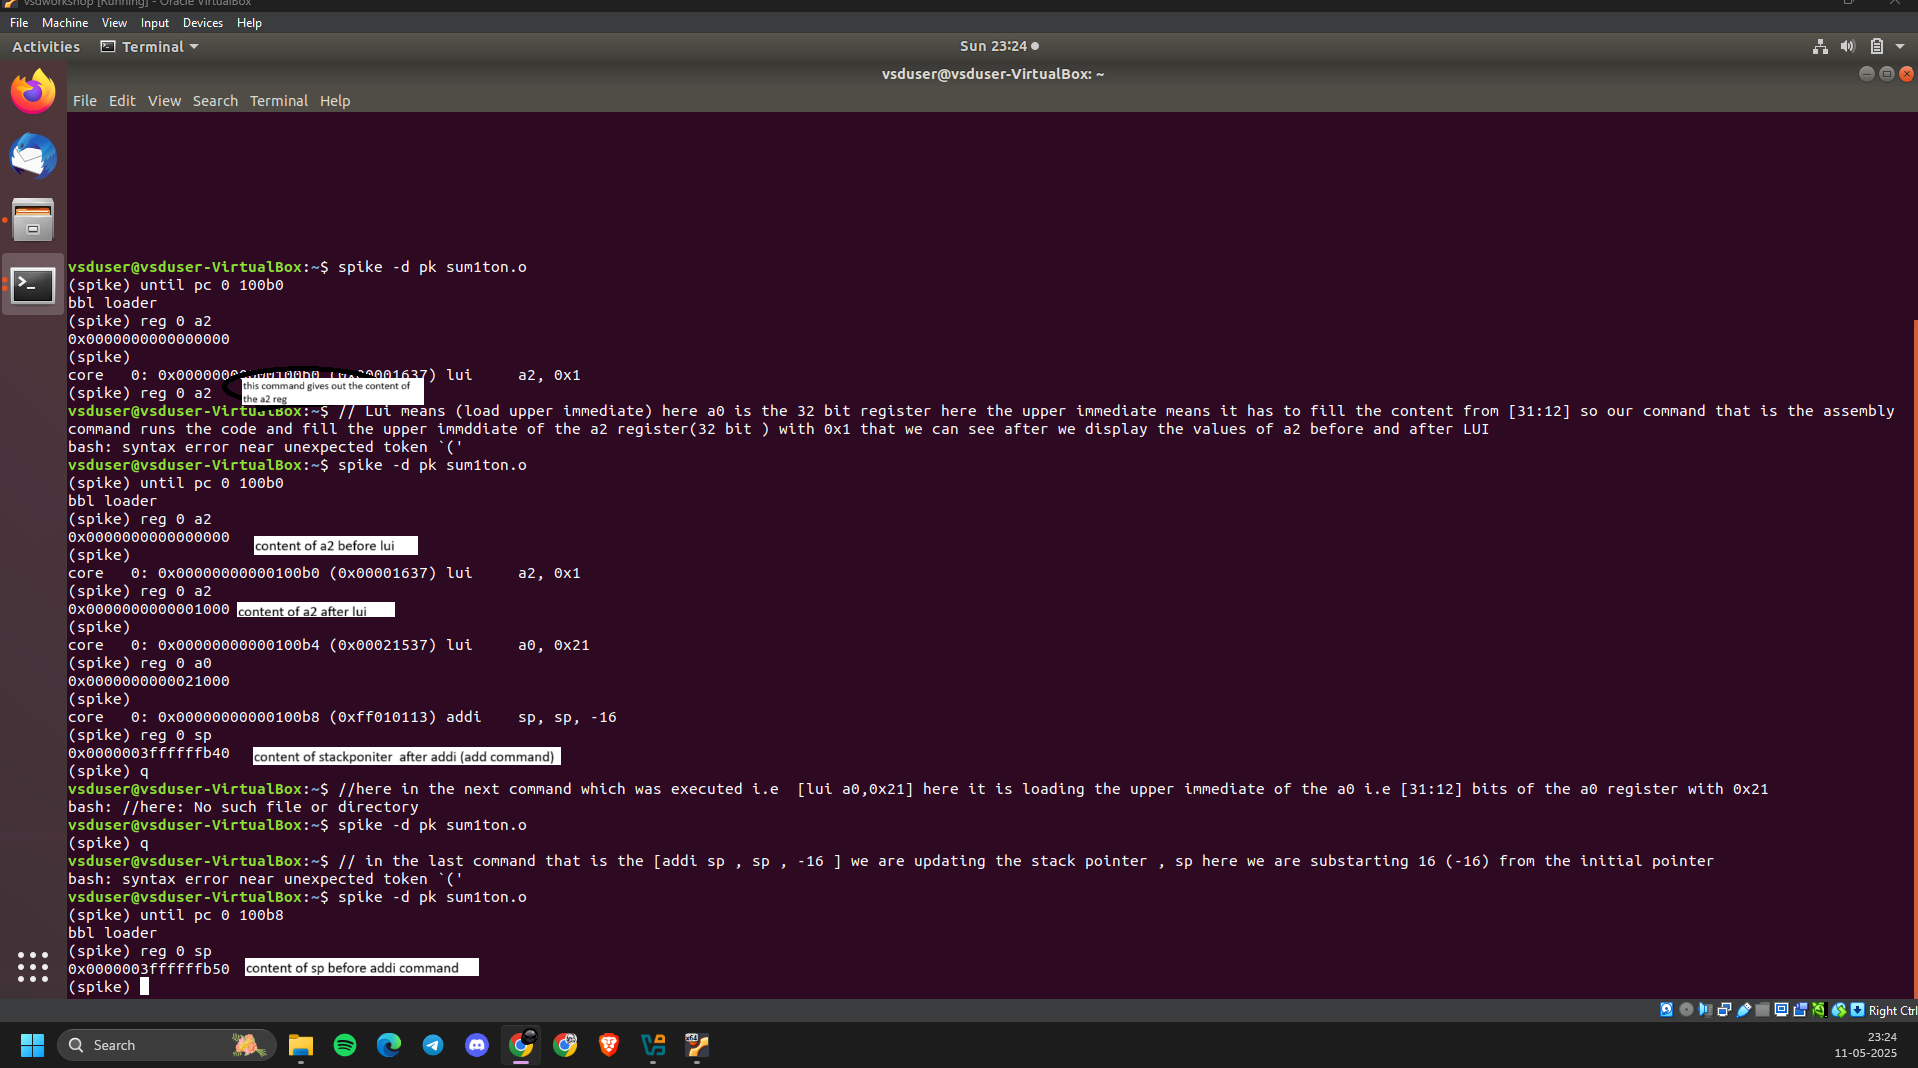 vsdworkshop [Running] - Oracle VirtualBox
File Machine View Input Devices Help
Activities Terminal Sun 23:24
vsduser@vsduser-VirtualBox: ~
File Edit View Search Terminal Help
vsduser@vsduser-VirtualBox:~$ spike -d pk sum1ton.o
(spike) until pc 0 100b0
bbl loader
(spike) reg 0 a2
0x0000000000000000
(spike)
core   0: 0x00000000000100b0 (0x00001637) lui     a2, 0x1
(spike) reg 0 a2
this command gives out the content of
the a2 reg
vsduser@vsduser-VirtualBox:~$ // Lui means (load upper immediate) here a0 is the 32 bit register here the upper immediate means it has to fill the content from [31:12] so our command that is the assembly
command runs the code and fill the upper immddiate of the a2 register(32 bit ) with 0x1 that we can see after we display the values of a2 before and after LUI
bash: syntax error near unexpected token `('
vsduser@vsduser-VirtualBox:~$ spike -d pk sum1ton.o
(spike) until pc 0 100b0
bbl loader
(spike) reg 0 a2
0x0000000000000000 content of a2 before lui
(spike)
core   0: 0x00000000000100b0 (0x00001637) lui     a2, 0x1
(spike) reg 0 a2
0x0000000000001000 content of a2 after lui
(spike)
core   0: 0x00000000000100b4 (0x00021537) lui     a0, 0x21
(spike) reg 0 a0
0x0000000000021000
(spike)
core   0: 0x00000000000100b8 (0xff010113) addi    sp, sp, -16
(spike) reg 0 sp
0x0000003ffffffb40 content of stackponiter  after addi (add command)
(spike) q
vsduser@vsduser-VirtualBox:~$ //here in the next command which was executed i.e  [lui a0,0x21] here it is loading the upper immediate of the a0 i.e [31:12] bits of the a0 register with 0x21
bash: //here: No such file or directory
vsduser@vsduser-VirtualBox:~$ spike -d pk sum1ton.o
(spike) q
vsduser@vsduser-VirtualBox:~$ // in the last command that is the [addi sp , sp , -16 ] we are updating the stack pointer , sp here we are substarting 16 (-16) from the initial pointer
bash: syntax error near unexpected token `('
vsduser@vsduser-VirtualBox:~$ spike -d pk sum1ton.o
(spike) until pc 0 100b8
bbl loader
(spike) reg 0 sp
0x0000003ffffffb50 content of sp before addi command
(spike)
Right Ctrl
Search
23:24
11-05-2025